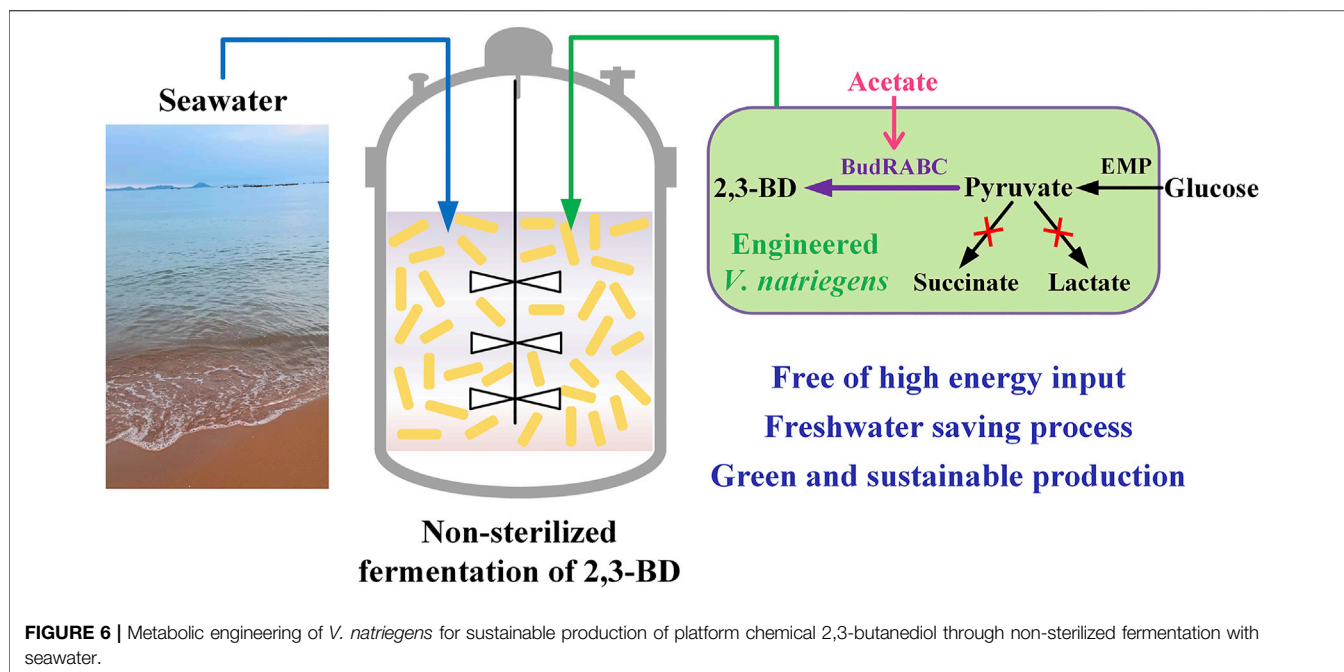 Seawater
Non-sterilized
fermentation of 2,3-BD
Acetate
BudRABC
EMP
2,3-BD
Pyruvate
Glucose
Engineered
V. natriegens
Succinate
Lactate
Free of high energy input
Freshwater saving process
Green and sustainable production
FIGURE 6 | Metabolic engineering of V. natriegens for sustainable production of platform chemical 2,3-butanediol through non-sterilized fermentation with
seawater.